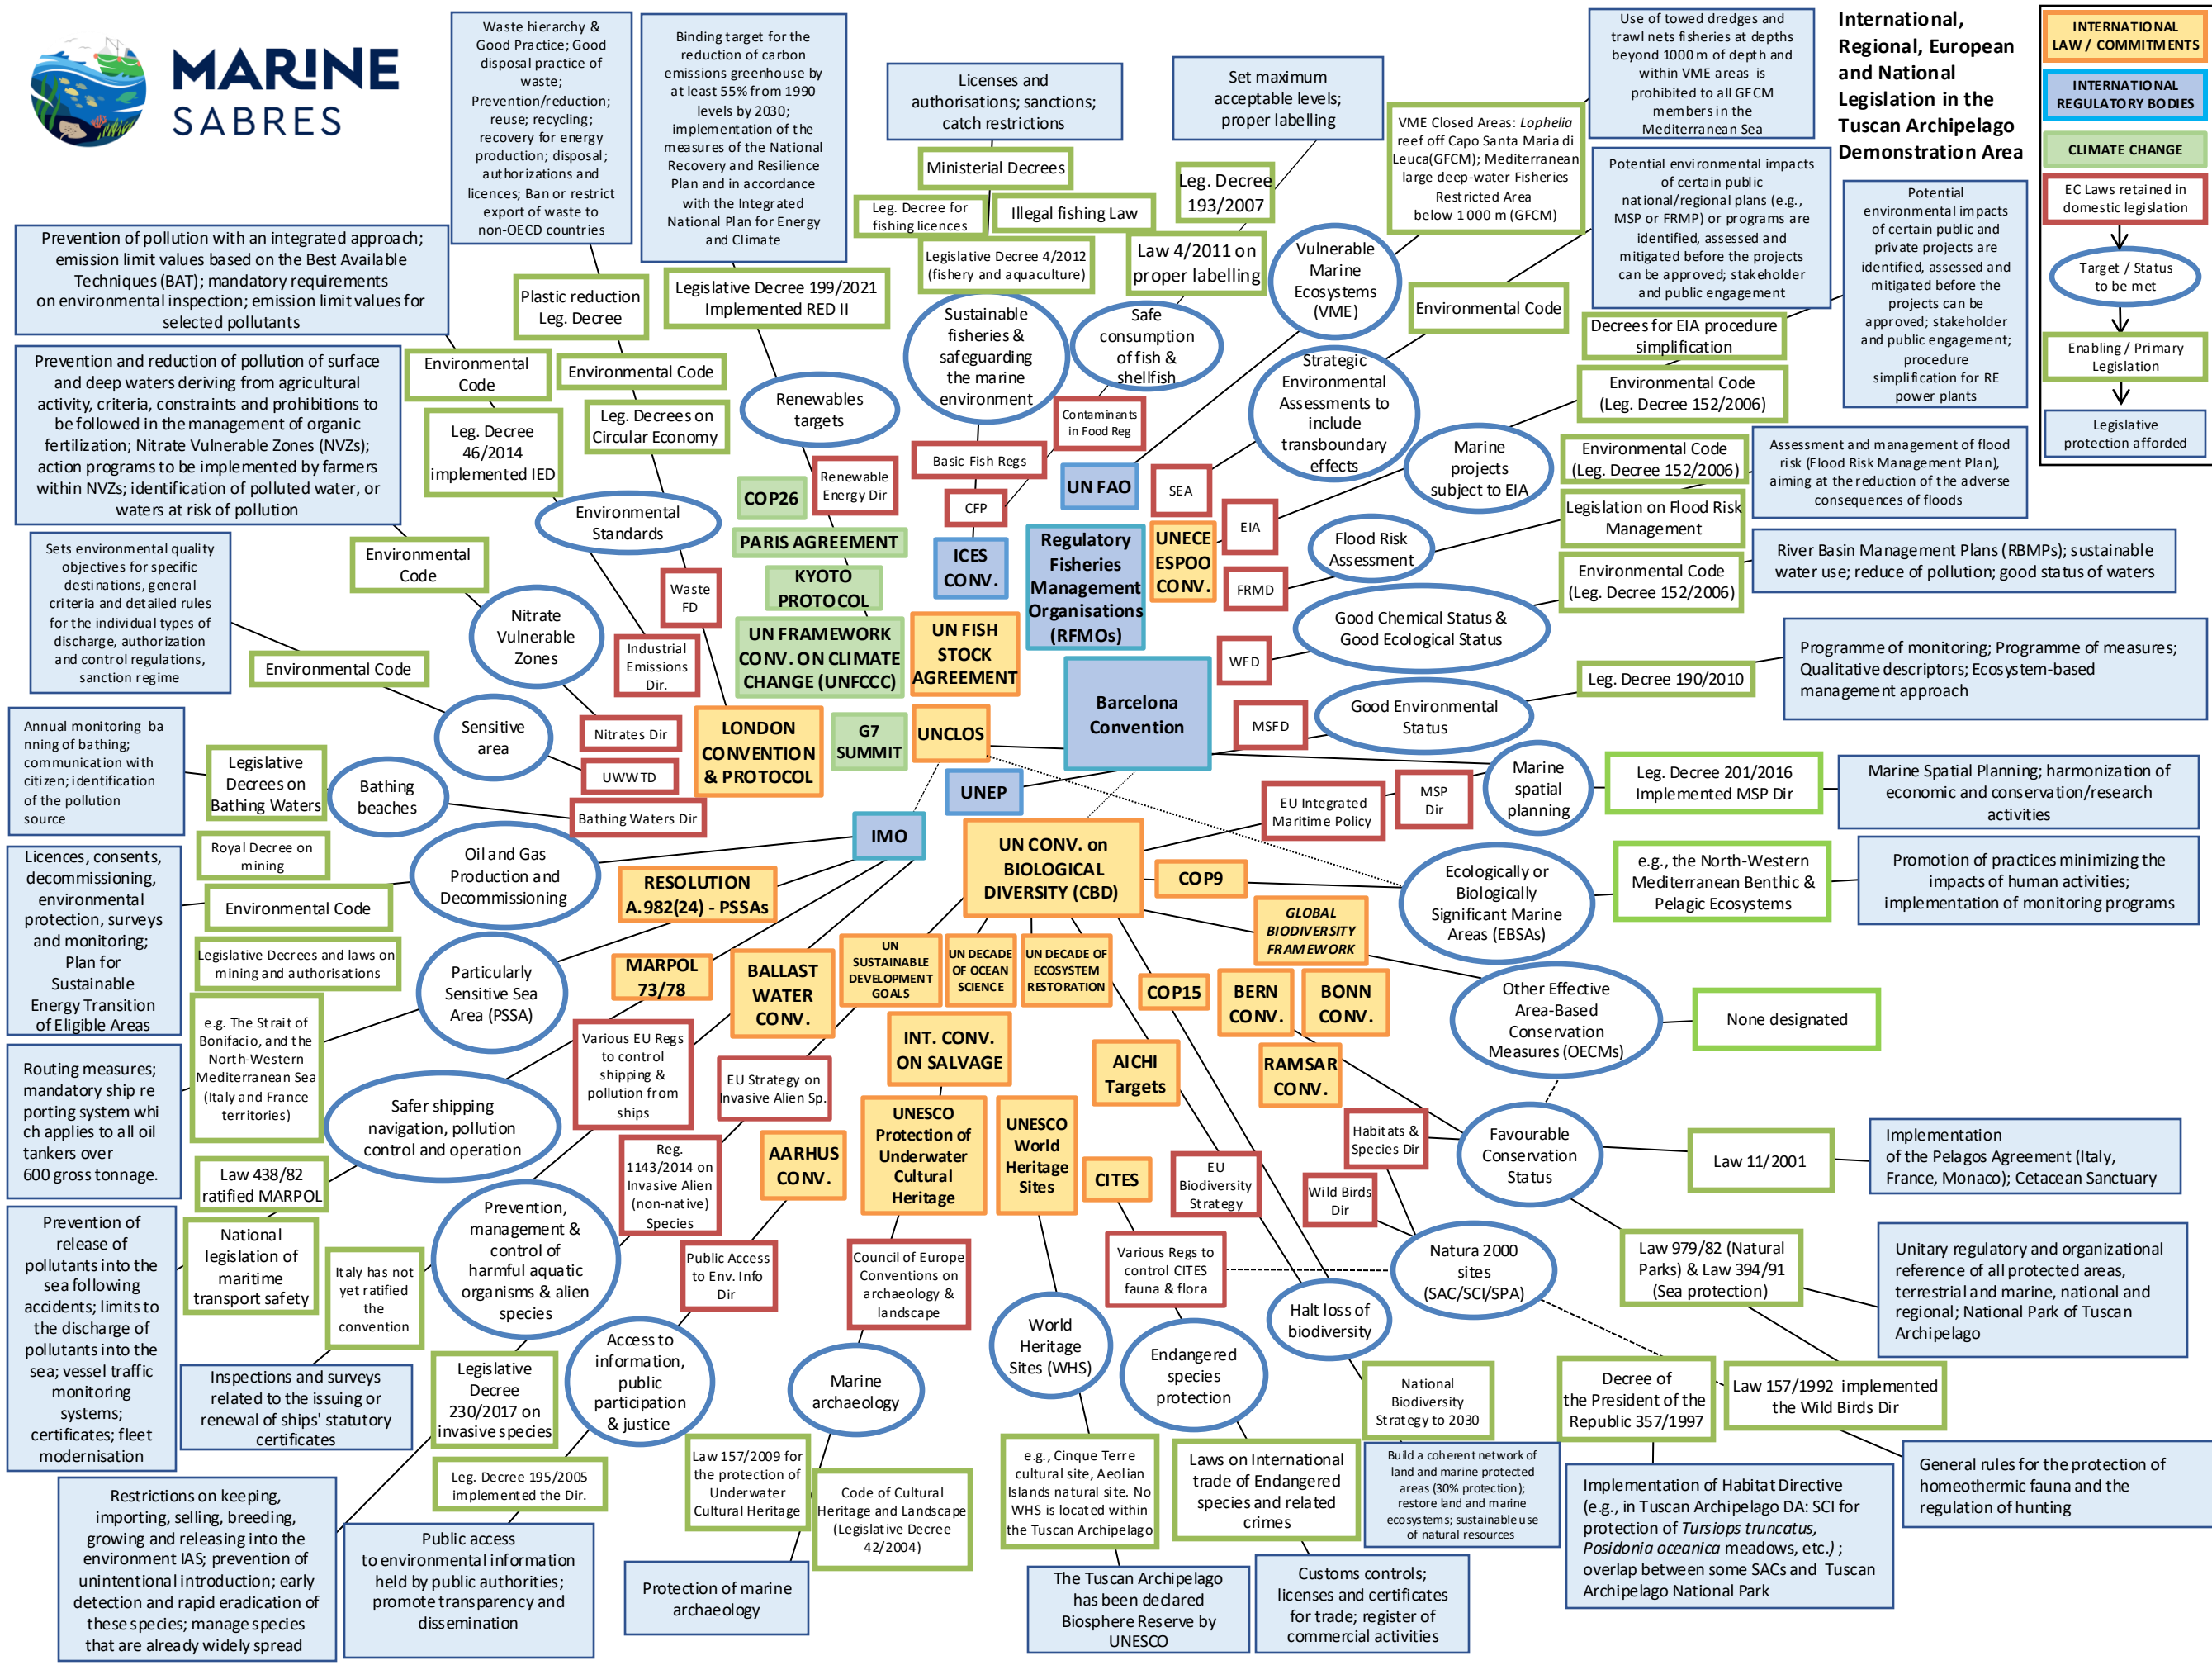 MARINE
SABRES
Waste hierarchy &
Good Practice; Good
disposal practice of
waste;
Prevention/reduction;
reuse; recycling;
recovery for energy
production; disposal;
authorizations and
licences; Ban or restrict
export of waste to
non-OECD countries
Binding target for the
reduction of carbon
emissions greenhouse by
at least 55% from 1990
levels by 2030;
implementation of the
measures of the National
Recovery and Resilience
Plan and in accordance
with the Integrated
National Plan for Energy
and Climate
Licenses and
authorisations; sanctions;
catch restrictions
Set maximum
acceptable levels;
proper labelling
Use of towed dredges and
trawl nets fisheries at depths
beyond 1000 m of depth and
within VME areas is
prohibited to all GFCM
members in the
Mediterranean Sea
International,
Regional, European
and National
Legislation in the
Tuscan Archipelago
Demonstration Area
INTERNATIONAL
LAW / COMMITMENTS
INTERNATIONAL
REGULATORY BODIES
CLIMATE CHANGE
EC Laws retained in
domestic legislation
Target / Status
to be met
Enabling / Primary
Legislation
Legislative
protection afforded
VME Closed Areas: Lophelia
reef off Capo Santa Maria di
Leuca(GFCM); Mediterranean
large deep-water Fisheries
Restricted Area
below 1000 m (GFCM)
Potential environmental impacts
of certain public
national/regional plans (e.g.,
MSP or FRMP) or programs are
identified, assessed and
mitigated before the projects
can be approved; stakeholder
and public engagement
Potential
environmental impacts
of certain public and
private projects are
identified, assessed and
mitigated before the
projects can be
approved; stakeholder
and public engagement;
procedure
simplification for RE
power plants
Ministerial Decrees
Leg. Decree for
fishing licences
Illegal fishing Law
Leg. Decree
193/2007
Legislative Decree 4/2012
(fishery and aquaculture)
Law 4/2011 on
proper labelling
Prevention of pollution with an integrated approach;
emission limit values based on the Best Available
Techniques (BAT); mandatory requirements
on environmental inspection; emission limit values for
selected pollutants
Plastic reduction
Leg. Decree
Legislative Decree 199/2021
Implemented RED II
Vulnerable
Marine
Ecosystems
(VME)
Environmental Code
Sustainable
fisheries &
safeguarding
the marine
environment
Safe
consumption
of fish &
shellfish
Decrees for EIA procedure
simplification
Prevention and reduction of pollution of surface
and deep waters deriving from agricultural
activity, criteria, constraints and prohibitions to
be followed in the management of organic
fertilization; Nitrate Vulnerable Zones (NVZs);
action programs to be implemented by farmers
within NVZs; identification of polluted water, or
waters at risk of pollution
Environmental
Code
Environmental Code
Renewables
targets
Strategic
Environmental
Assessments to
include
transboundary
effects
Environmental Code
(Leg. Decree 152/2006)
Leg. Decree
46/2014
implemented IED
Leg. Decrees on
Circular Economy
Contaminants
in Food Reg
Basic Fish Regs
Marine
projects
subject to EIA
Environmental Code
(Leg. Decree 152/2006)
Assessment and management of flood
risk (Flood Risk Management Plan),
aiming at the reduction of the adverse
consequences of floods
Renewable
Energy Dir
COP26
UN FAO
SEA
CFP
Environmental
Standards
Legislation on Flood Risk
Management
PARIS AGREEMENT
ICES
CONV.
Regulatory
Fisheries
Management
Organisations
(RFMOs)
UNECE
ESPOO
CONV.
EIA
Flood Risk
Assessment
River Basin Management Plans (RBMPs); sustainable
water use; reduce of pollution; good status of waters
Sets environmental quality
objectives for specific
destinations, general
criteria and detailed rules
for the individual types of
discharge, authorization
and control regulations,
sanction regime
Environmental
Code
Waste
FD
KYOTO
PROTOCOL
FRMD
Environmental Code
(Leg. Decree 152/2006)
Nitrate
Vulnerable
Zones
Industrial
Emissions
Dir.
UN FRAMEWORK
CONV. ON CLIMATE
CHANGE (UNFCCC)
UN FISH
STOCK
AGREEMENT
WFD
Good Chemical Status &
Good Ecological Status
Programme of monitoring; Programme of measures;
Qualitative descriptors; Ecosystem-based
management approach
Environmental Code
Barcelona
Convention
Leg. Decree 190/2010
Annual monitoring ba
nning of bathing;
communication with
citizen; identification
of the pollution
source
Sensitive
area
Nitrates Dir
LONDON
CONVENTION
& PROTOCOL
G7
SUMMIT
UNCLOS
MSFD
Good Environmental
Status
Legislative
Decrees on
Bathing Waters
Bathing
beaches
UWWTD
UNEP
Bathing Waters Dir
EU Integrated
Maritime Policy
MSP
Dir
Marine
spatial
planning
Leg. Decree 201/2016
Implemented MSP Dir
Marine Spatial Planning; harmonization of
economic and conservation/research
activities
Royal Decree on
mining
IMO
Licences, consents,
decommissioning,
environmental
protection, surveys
and monitoring;
Plan for
Sustainable
Energy Transition
of Eligible Areas
Environmental Code
Oil and Gas
Production and
Decommissioning
RESOLUTION
A.982(24) - PSSAs
UN CONV. on
BIOLOGICAL
DIVERSITY (CBD)
COP9
Ecologically or
Biologically
Significant Marine
Areas (EBSAs)
e.g., the North-Western
Mediterranean Benthic &
Pelagic Ecosystems
Promotion of practices minimizing the
impacts of human activities;
implementation of monitoring programs
GLOBAL
BIODIVERSITY
FRAMEWORK
Legislative Decrees and laws on
mining and authorisations
Particularly
Sensitive Sea
Area (PSSA)
MARPOL
73/78
BALLAST
WATER
CONV.
UN
SUSTAINABLE
DEVELOPMENT
GOALS
UN DECADE
OF OCEAN
SCIENCE
UN DECADE OF
ECOSYSTEM
RESTORATION
COP15
BERN
CONV.
BONN
CONV.
Other Effective
Area-Based
Conservation
Measures (OECMs)
None designated
e.g. The Strait of
Bonifacio, and the
North-Western
Mediterranean Sea
(Italy and France
territories)
Routing measures;
mandatory ship re
porting system whi
ch applies to all oil
tankers over
600 gross tonnage.
Various EU Regs
to control
shipping &
pollution from
ships
INT. CONV.
ON SALVAGE
AICHI
Targets
RAMSAR
CONV.
EU Strategy on
Invasive Alien Sp.
Safer shipping
navigation, pollution
control and operation
UNESCO
Protection of
Underwater
Cultural
Heritage
UNESCO
World
Heritage
Sites
Habitats &
Species Dir
Favourable
Conservation
Status
Law 11/2001
Implementation
of the Pelagos Agreement (Italy,
France, Monaco); Cetacean Sanctuary
Law 438/82
ratified MARPOL
Reg.
1143/2014 on
Invasive Alien
(non-native)
Species
AARHUS
CONV.
CITES
EU
Biodiversity
Strategy
Wild Birds
Dir
Prevention of
release of
pollutants into the
sea following
accidents; limits to
the discharge of
pollutants into the
sea; vessel traffic
monitoring
systems;
certificates; fleet
modernisation
National
legislation of
maritime
transport safety
Italy has not
yet ratified
the
convention
Prevention,
management &
control of
harmful aquatic
organisms & alien
species
Public Access
to Env. Info
Dir
Council of Europe
Conventions on
archaeology &
landscape
Various Regs to
control CITES
fauna & flora
Natura 2000
sites
(SAC/SCI/SPA)
Law 979/82 (Natural
Parks) & Law 394/91
(Sea protection)
Unitary regulatory and organizational
reference of all protected areas,
terrestrial and marine, national and
regional; National Park of Tuscan
Archipelago
World
Heritage
Sites (WHS)
Halt loss of
biodiversity
Inspections and surveys
related to the issuing or
renewal of ships' statutory
certificates
Legislative
Decree
230/2017 on
invasive species
Access to
information,
public
participation
& justice
Marine
archaeology
Endangered
species
protection
National
Biodiversity
Strategy to 2030
Decree of
the President of the
Republic 357/1997
Law 157/1992 implemented
the Wild Birds Dir
Leg. Decree 195/2005
implemented the Dir.
Law 157/2009 for
the protection of
Underwater
Cultural Heritage
Code of Cultural
Heritage and Landscape
(Legislative Decree
42/2004)
e.g., Cinque Terre
cultural site, Aeolian
Islands natural site. No
WHS is located within
the Tuscan Archipelago
Laws on International
trade of Endangered
species and related
crimes
Build a coherent network of
land and marine protected
areas (30% protection);
restore land and marine
ecosystems; sustainable use
of natural resources
Implementation of Habitat Directive
(e.g., in Tuscan Archipelago DA: SCI for
protection of Tursiops truncatus,
Posidonia oceanica meadows, etc.) ;
overlap between some SACs and Tuscan
Archipelago National Park
General rules for the protection of
homeothermic fauna and the
regulation of hunting
Restrictions on keeping,
importing, selling, breeding,
growing and releasing into the
environment IAS; prevention of
unintentional introduction; early
detection and rapid eradication of
these species; manage species
that are already widely spread
Public access
to environmental information
held by public authorities;
promote transparency and
dissemination
Protection of marine
archaeology
The Tuscan Archipelago
has been declared
Biosphere Reserve by
UNESCO
Customs controls;
licenses and certificates
for trade; register of
commercial activities